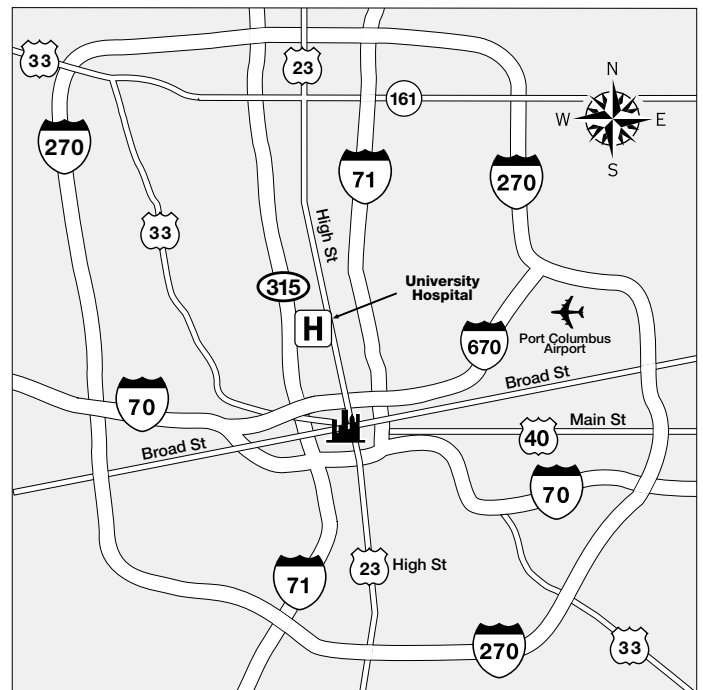 33
23
N
161
W
E
S
270
71
270
33
High St
315
University
Hospital
H
670
Port Columbus
Airport
Broad St
70
Main St
40
Broad St
70
23
High St
71
270
33